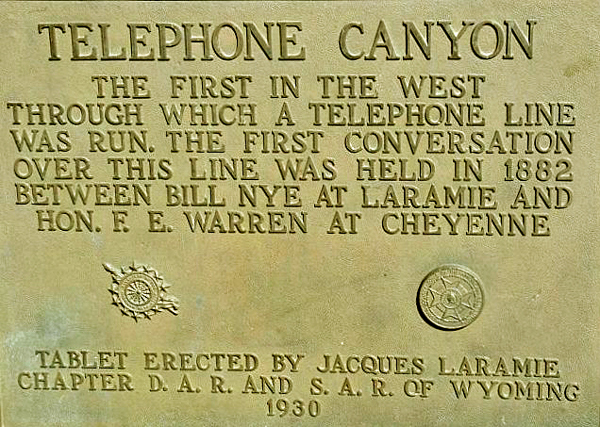 TELEPHONE CANYON
THE FIRST IN THE WEST
THROUGH WHICH A TELEPHONE LINE
WAS RUN. THE FIRST CONVERSATION
OVER THIS LINE WAS HELD IN 1882
BETWEEN BILL NYE AT LARAMIE AND
HON. F. E. WARREN AT CHEYENNE
TABLET ERECTED BY JACQUES LARAMIE
CHAPTER D. A. R. AND S. A. R. OF WYOMING
1930